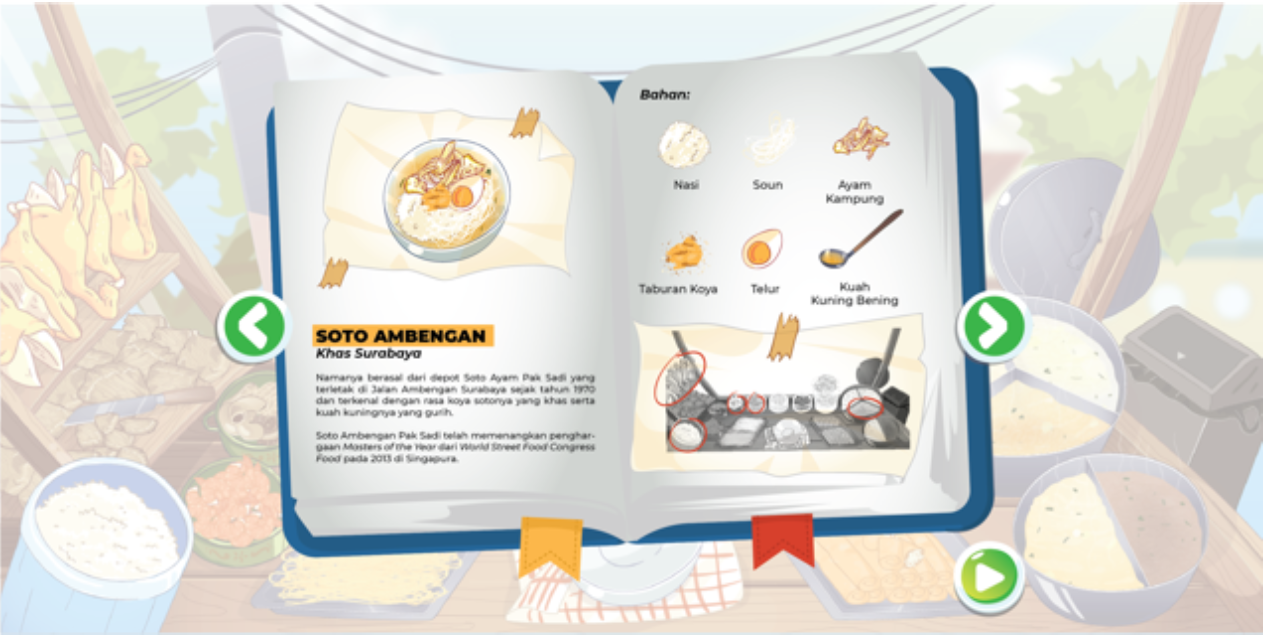 SOTO AMBENGAN
Khas Surabaya
Namanya berasal dari depot Soto Ayam Pak Sadi yang
terletak di Jalan Ambengan Surabaya sejak tahun 1970
dan terkenal dengan rasa koya sotonya yang khas serta
kuah kuningnya yang gurih.
Soto Ambengan Pak Sadi telah memenangkan penghar-
gaan Masters of the Year dari World Street Food Congress
Food pada 2013 di Singapura.
Bahan:
Nasi
Soun
Ayam
Kampung
Taburan Koya
Telur
Kuah
Kuning Bening